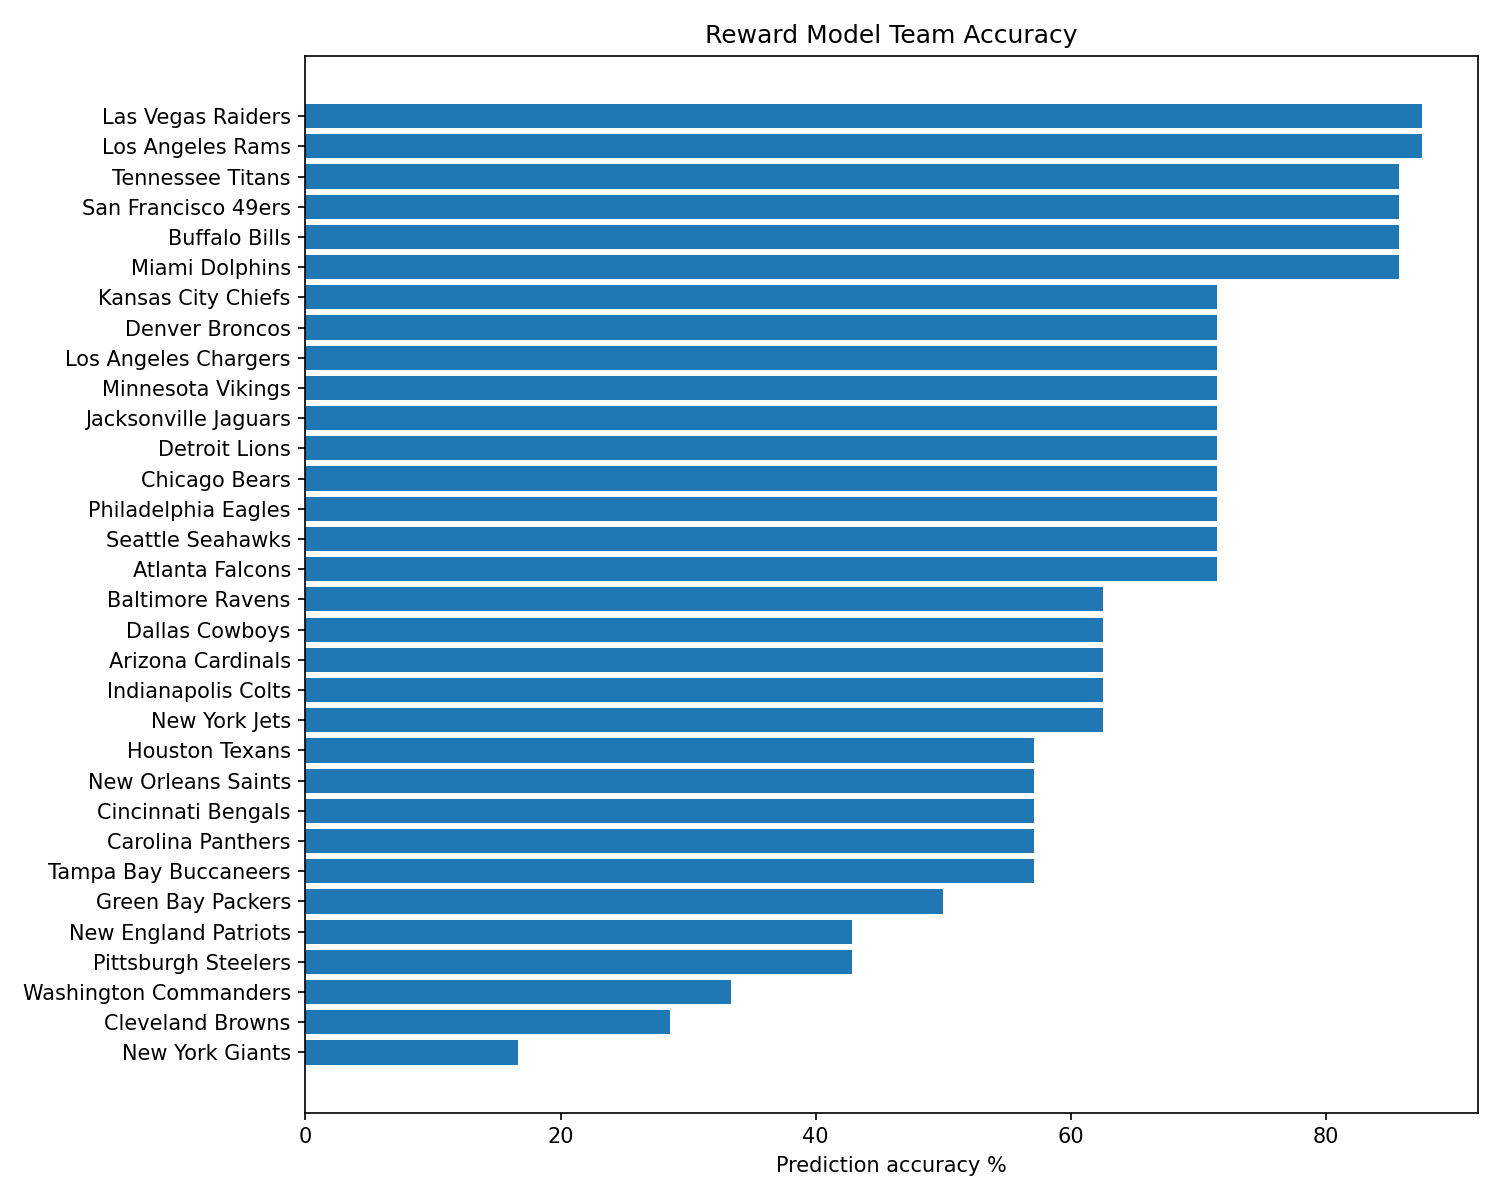 Reward Model Team Accuracy
Las Vegas Raiders
Los Angeles Rams
Tennessee Titans
San Francisco 49ers
Buffalo Bills
Miami Dolphins
Kansas City Chiefs
Denver Broncos
Los Angeles Chargers
Minnesota Vikings
Jacksonville Jaguars
Detroit Lions
Chicago Bears
Philadelphia Eagles
Seattle Seahawks
Atlanta Falcons
Baltimore Ravens
Dallas Cowboys
Arizona Cardinals
Indianapolis Colts
New York Jets
Houston Texans
New Orleans Saints
Cincinnati Bengals
Carolina Panthers
Tampa Bay Buccaneers
Green Bay Packers
New England Patriots
Pittsburgh Steelers
Washington Commanders
Cleveland Browns
New York Giants
0 20 40 60 80
Prediction accuracy %